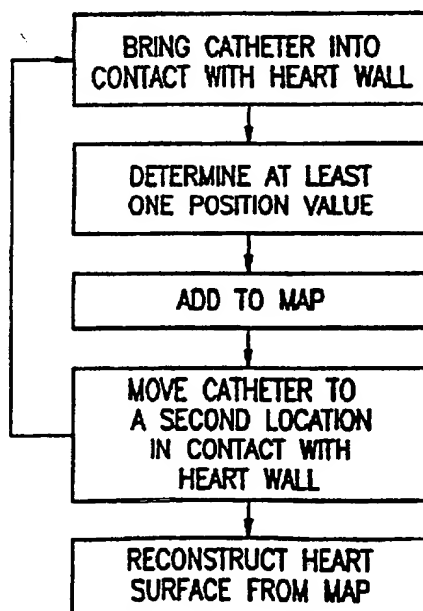 BRING CATHETER INTO
CONTACT WITH HEART WALL
DETERMINE AT LEAST
ONE POSITION VALUE
ADD TO MAP
MOVE CATHETER TO
A SECOND LOCATION
IN CONTACT WITH
HEART WALL
RECONSTRUCT HEART
SURFACE FROM MAP